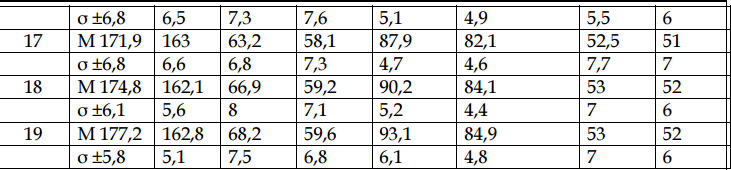 σ ±6,8 6,5 7,3 7,6 5,1 4,9 5,5 6
17 M 171,9 163 63,2 58,1 87,9 82,1 52,5 51
σ ±6,8 6,6 6,8 7,3 4,7 4,6 7,7 7
18 M 174,8 162,1 66,9 59,2 90,2 84,1 53 52
σ ±6,1 5,6 8 7,1 5,2 4,4 7 6
19 M 177,2 162,8 68,2 59,6 93,1 84,9 53 52
σ ±5,8 5,1 7,5 6,8 6,1 4,8 7 6